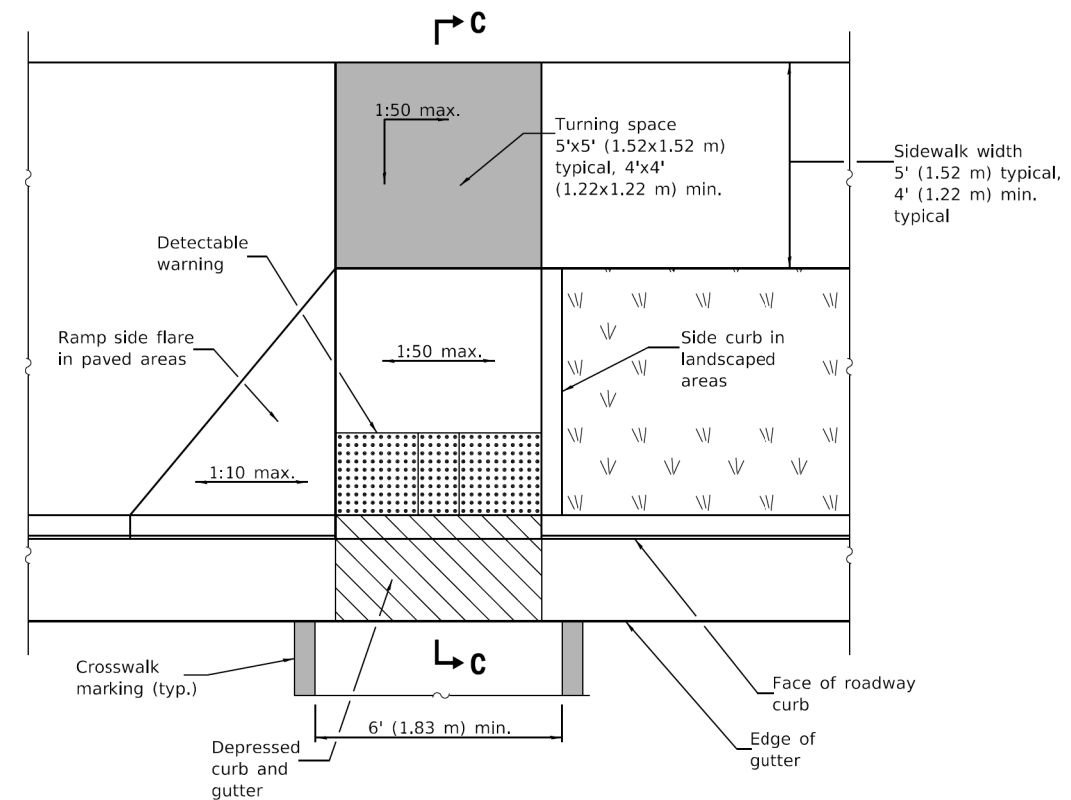 C
1:50 max.
Turning space
5'x5' (1.52x1.52 m)
typical, 4'x4'
(1.22x1.22 m) min.
Sidewalk width
5' (1.52 m) typical,
4' (1.22 m) min.
typical
Detectable
warning
Ramp side flare
in paved areas
1:50 max.
Side curb in
landscaped
areas
1:10 max.
Crosswalk
marking (typ.)
C
Face of roadway
curb
6' (1.83 m) min.
Depressed
curb and
gutter
Edge of
gutter